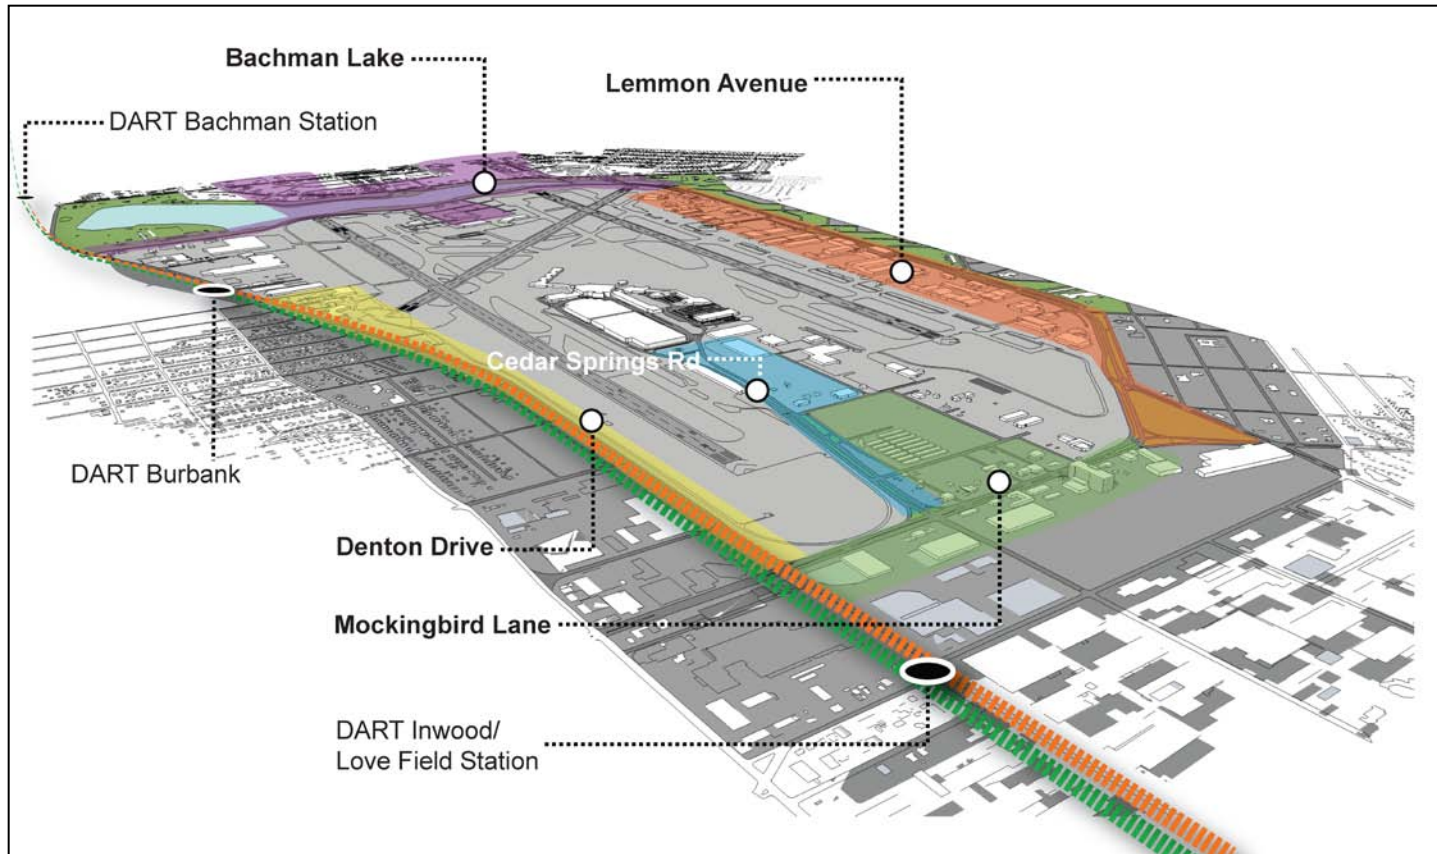 Bachman Lake
Lemmon Avenue
DART Bachman Station
Cedar Springs Rd
DART Burbank
Denton Drive
Mockingbird Lane
DART Inwood/
Love Field Station